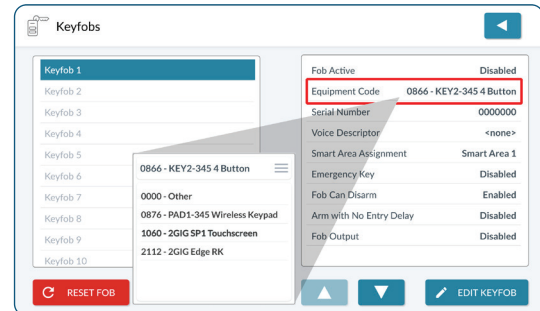 Keyfobs
Keyfob 1
Keyfob 2
Keyfob 3
Keyfob 4
Keyfob 5
Keyfob 6
Keyfob 7
Keyfob 8
Keyfob 9
Keyfob 10
0866 - KEY2-345 4 Button
0000 - Other
0876 - PAD1-345 Wireless Keypad
1060 - 2GIG SP1 Touchscreen
2112 - 2GIG Edge RK
Fob Active Disabled
Equipment Code 0866 - KEY2-345 4 Button
Serial Number 0000000
Voice Descriptor <none>
Smart Area Assignment Smart Area 1
Emergency Key Disabled
Fob Can Disarm Enabled
Arm with No Entry Delay Disabled
Fob Output Disabled
RESET FOB
EDIT KEYFOB